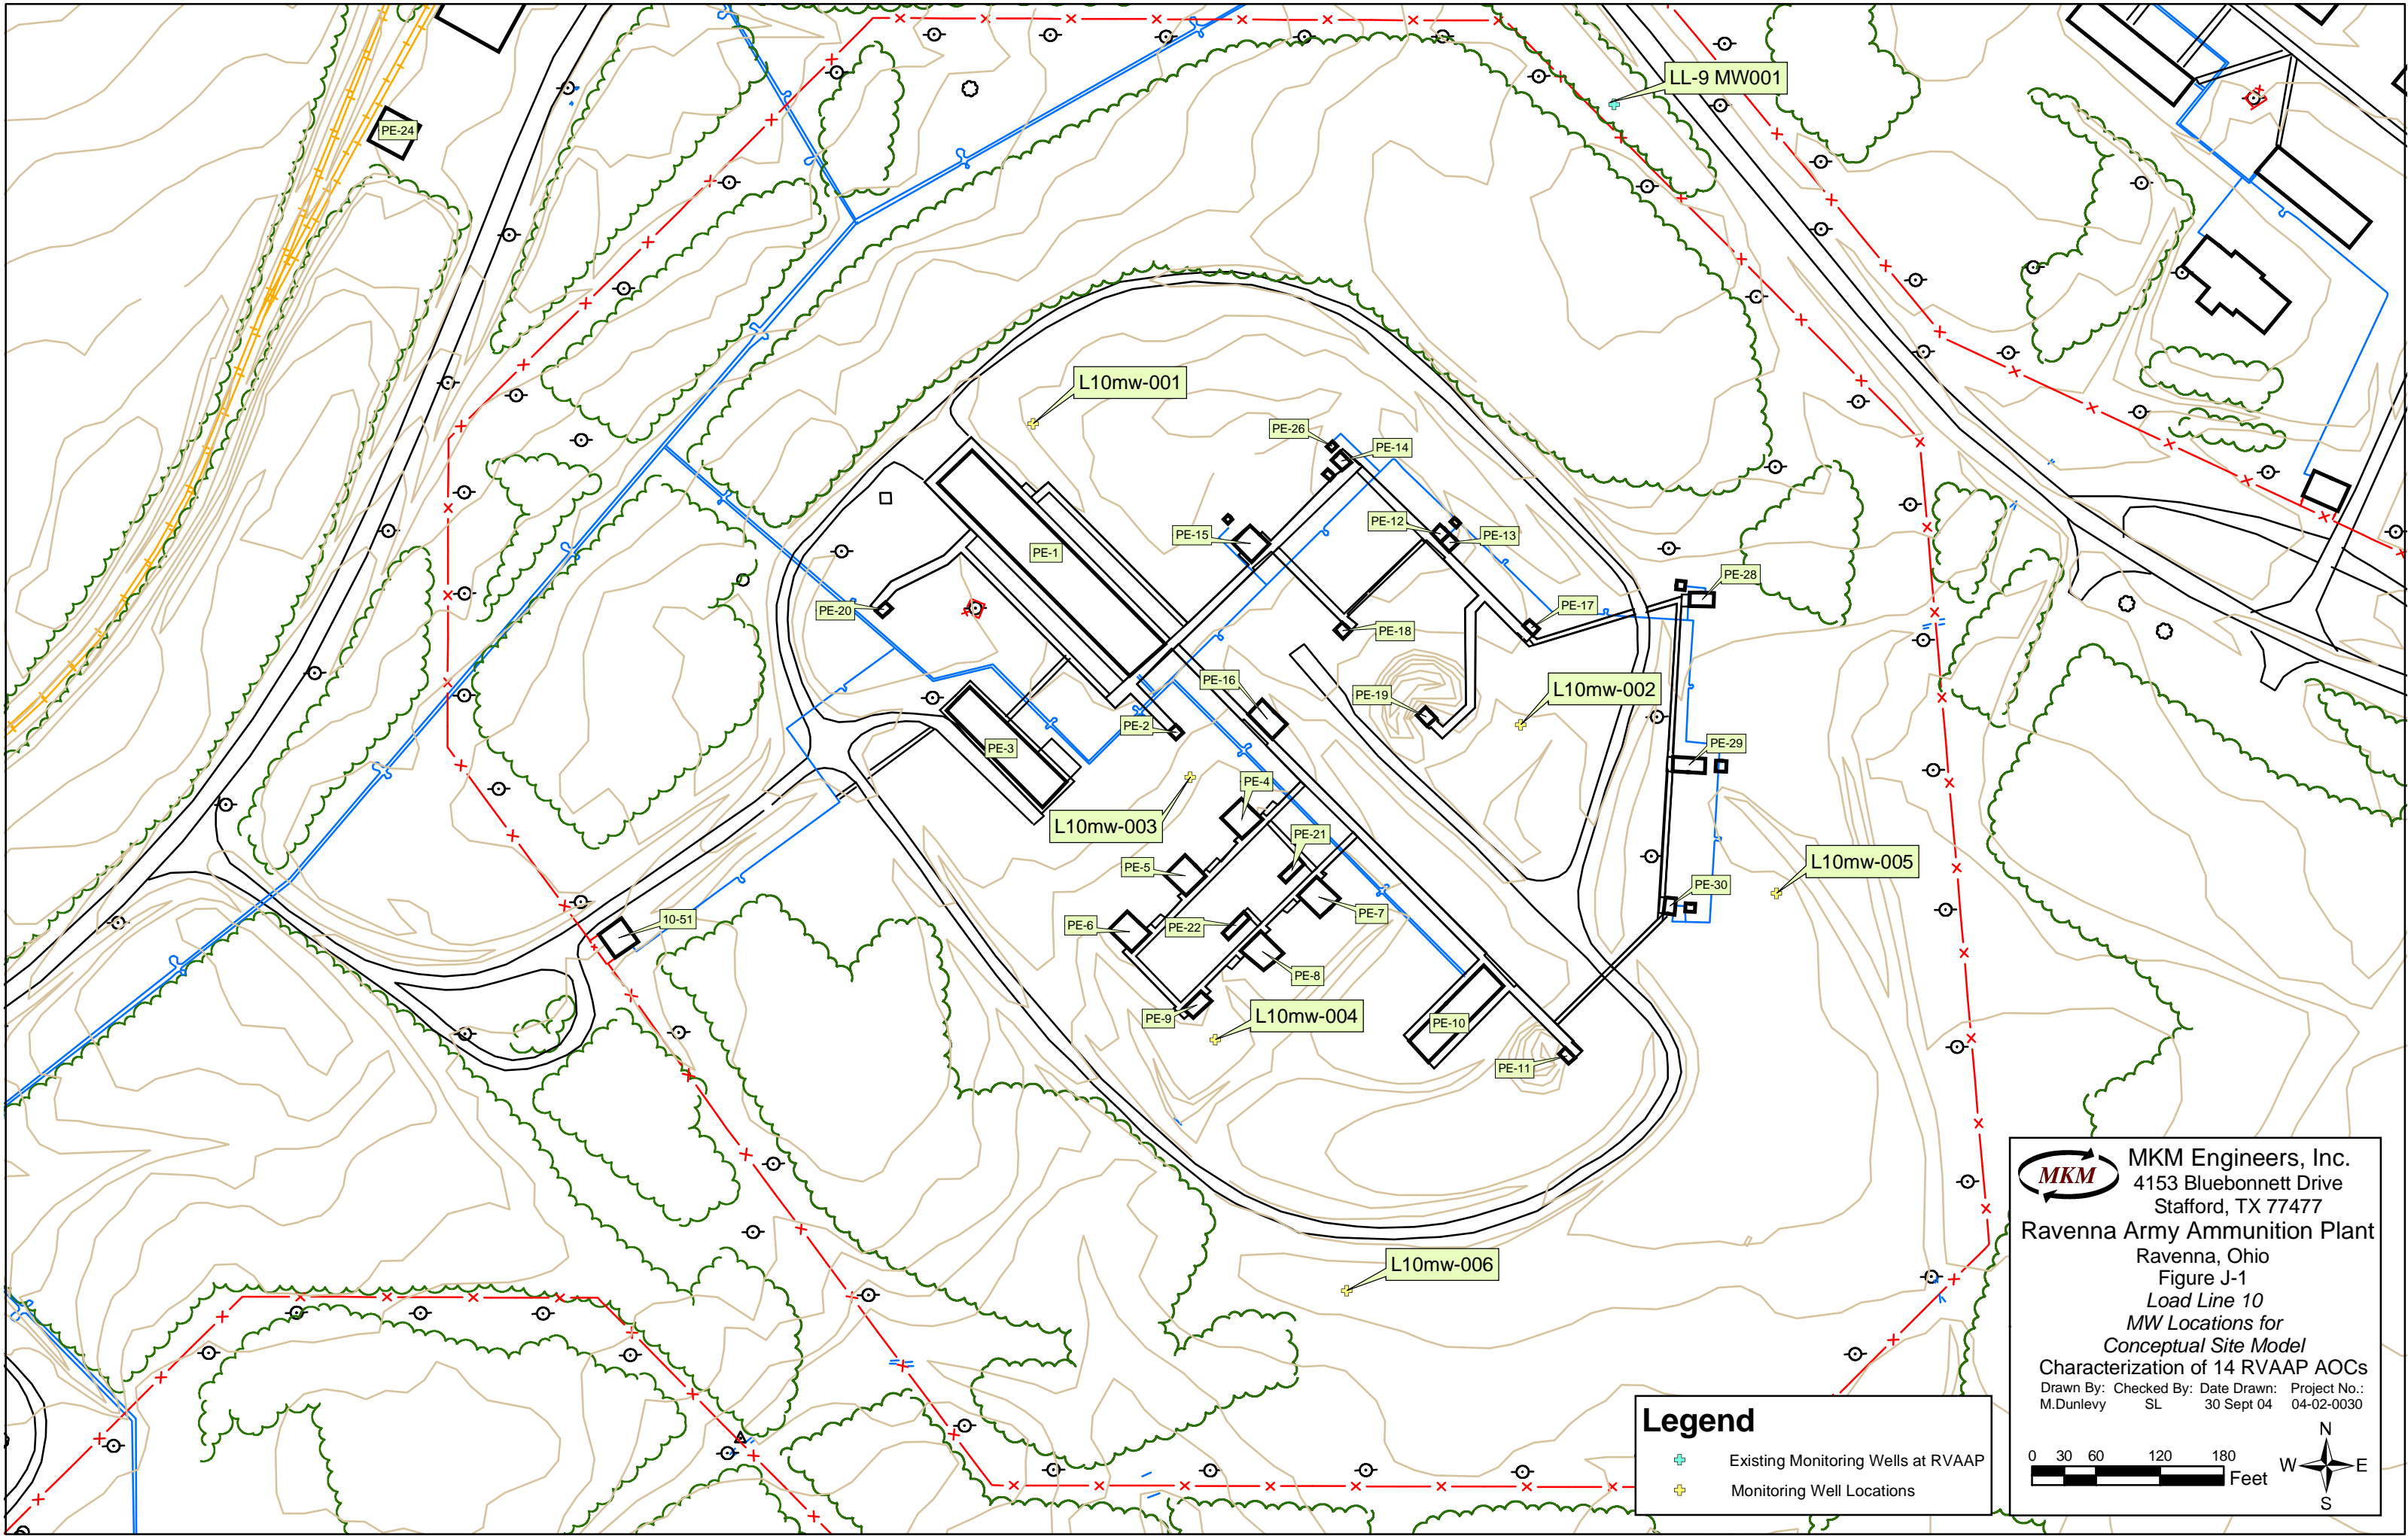 LL-9 MW001
PE-24
L10mw-001
PE-26
PE-14
PE-15
PE-12
PE-13
PE-1
PE-28
PE-20
PE-17
PE-18
PE-16
PE-19
L10mw-002
PE-2
PE-3
PE-29
PE-4
L10mw-003
PE-21
PE-5
L10mw-005
PE-30
10-51
PE-6
PE-22
PE-7
PE-8
PE-9
L10mw-004
PE-10
PE-11
L10mw-006
MKM
MKM Engineers, Inc.
4153 Bluebonnett Drive
Stafford, TX 77477
Ravenna Army Ammunition Plant
Ravenna, Ohio
Figure J-1
Load Line 10
MW Locations for
Conceptual Site Model
Characterization of 14 RVAAP AOCs
Drawn By: Checked By: Date Drawn: Project No.:
M.Dunlevy SL 30 Sept 04 04-02-0030
N
0 30 60 120 180
Feet
W E
S
Legend
Existing Monitoring Wells at RVAAP
Monitoring Well Locations